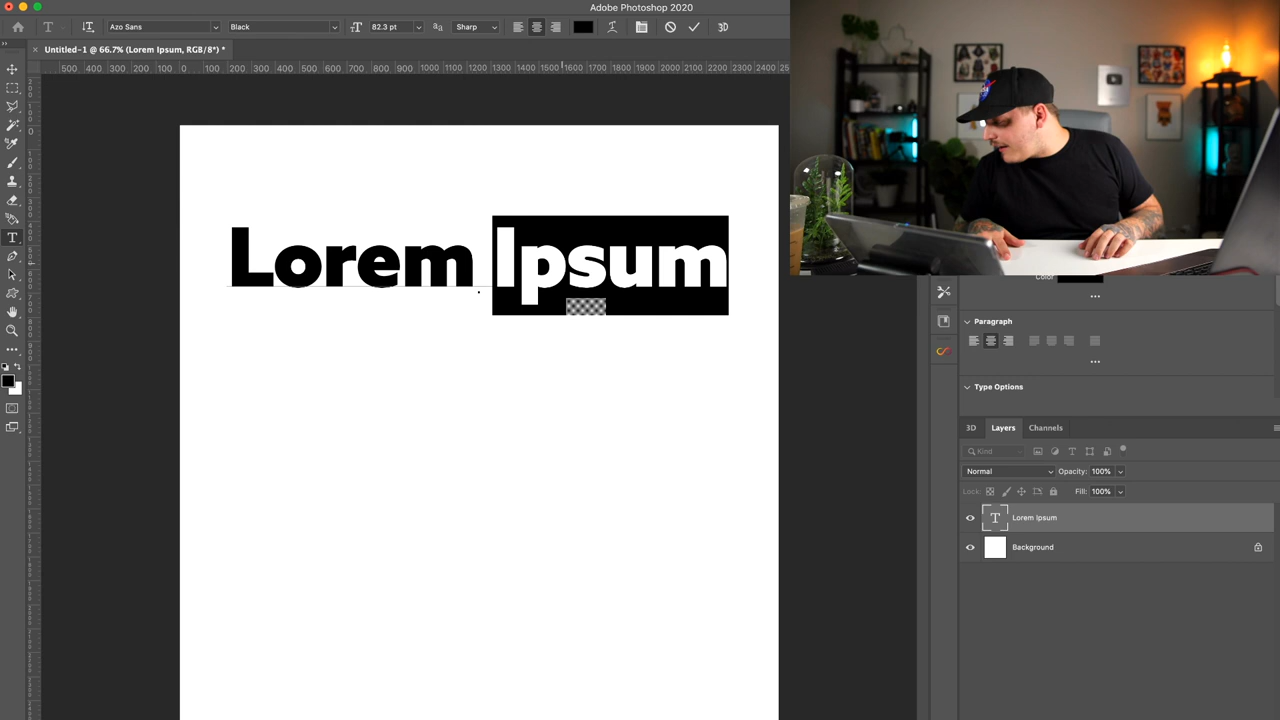 Adobe Photoshop 2020
Azo Sans
Black
82.3 pt
Sharp
3D
Untitled-1 @ 66.7% (Lorem Ipsum, RGB/8*) *
500 400 300 200 100 0 100 200 300 400 500 600 700 800 900 1000 1100 1200 1300 1400 1500 1600 1700 1800 1900 2000 2100 2200 2300 2400
Lorem Ipsum
Color
Paragraph
Type Options
3D Layers Channels
Kind
Normal
Opacity: 100%
Lock:
Fill: 100%
Lorem Ipsum
Background